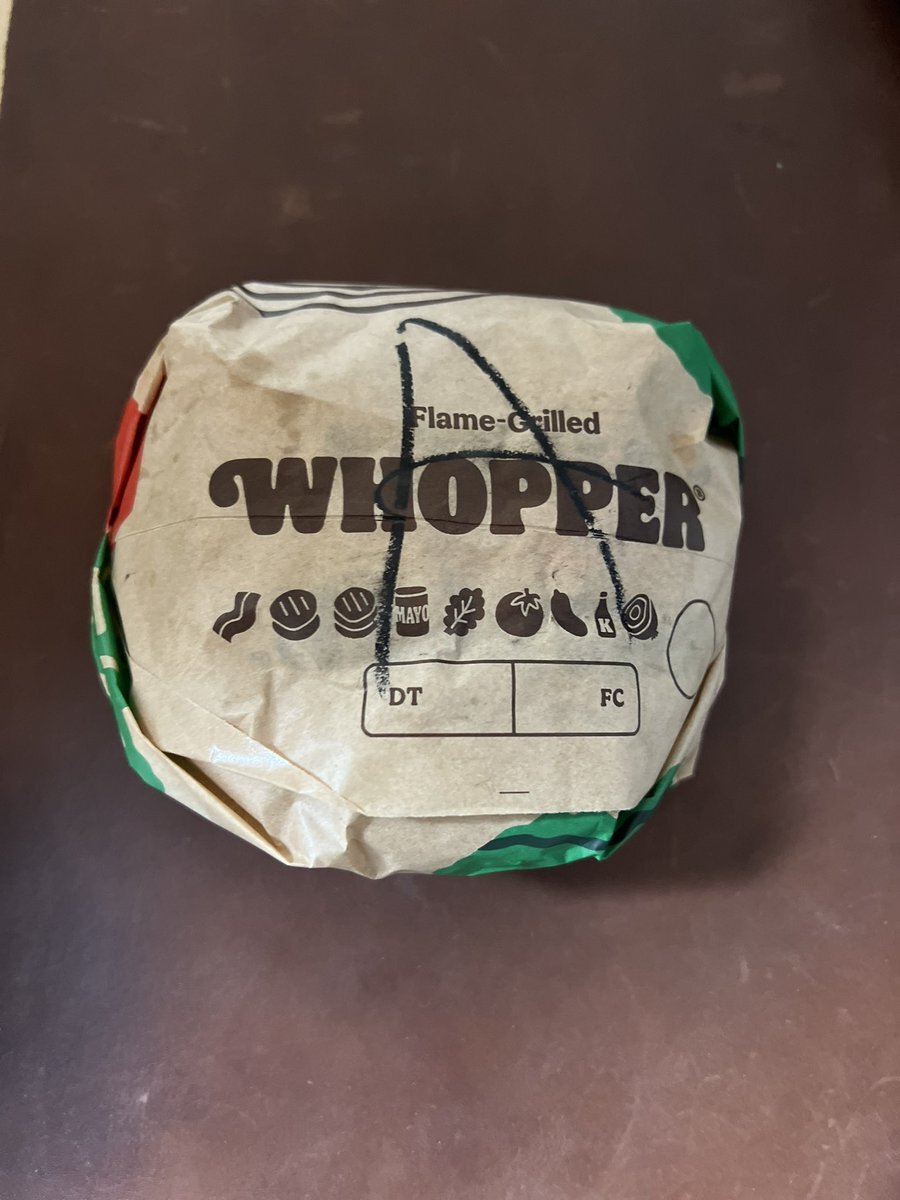 A
Flame-Grilled
WHOPPER®
MAYO K
DT FC